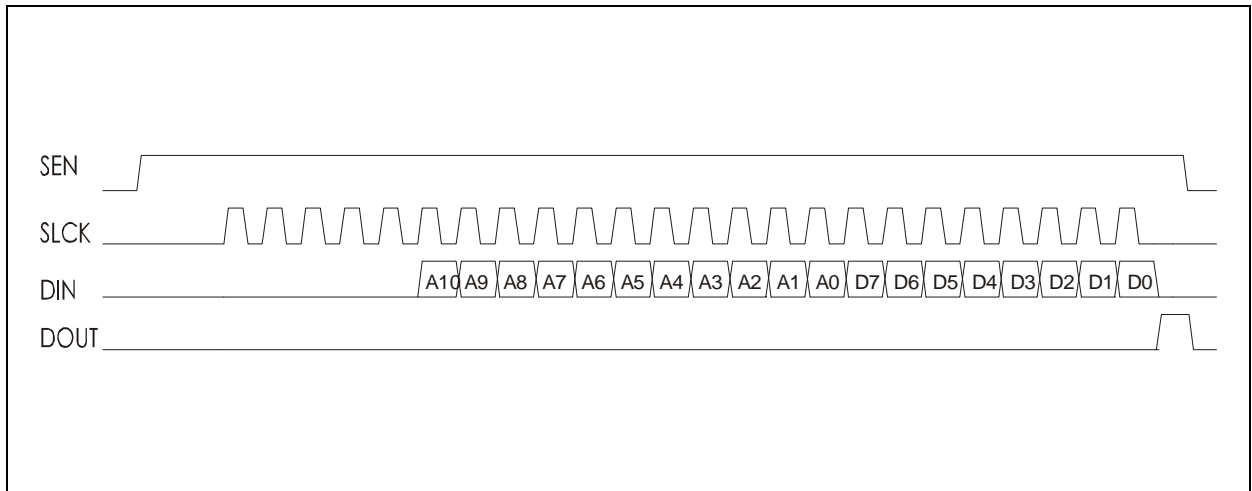 SEN
SLCK
DIN A10 A9 A8 A7 A6 A5 A4 A3 A2 A1 A0 D7 D6 D5 D4 D3 D2 D1 D0
DOUT